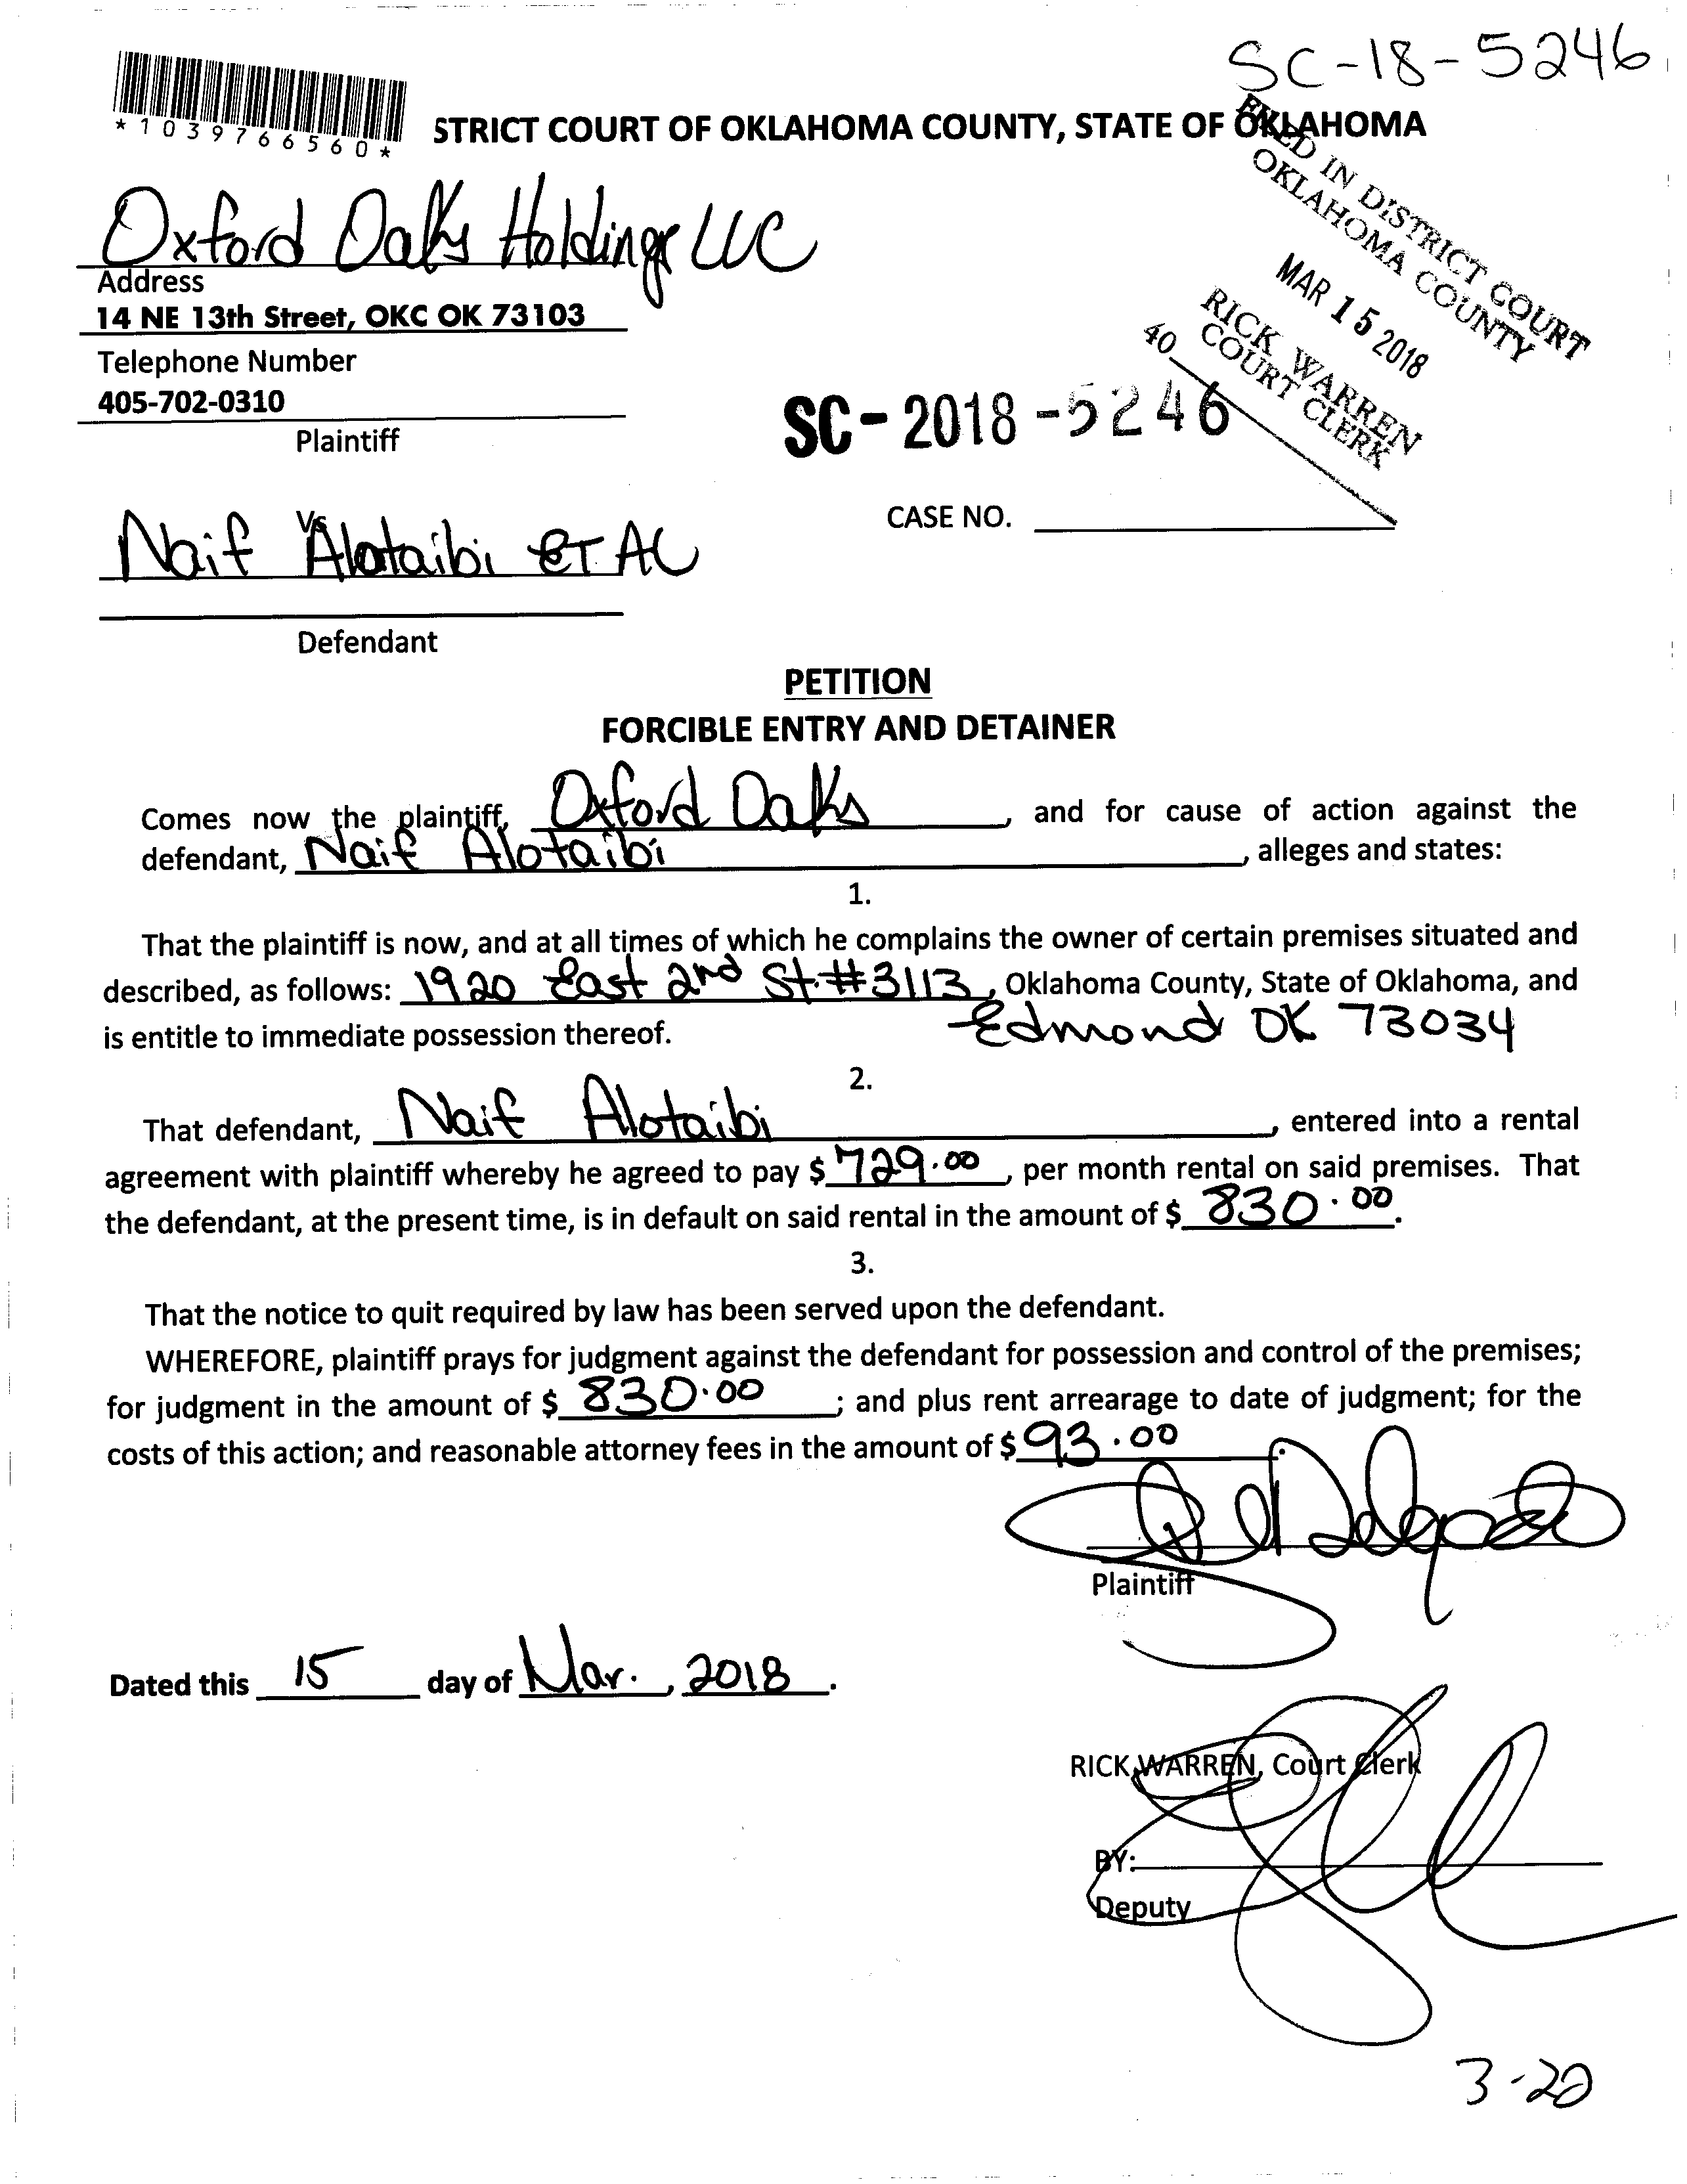 SC-18-5246
*1039766560*
STRICT COURT OF OKLAHOMA COUNTY, STATE OF OKLAHOMA
FILED IN DISTRICT COURT
OKLAHOMA COUNTY
MAR 15 2018
RICK WARREN
COURT CLERK
40
Oxford Oaks Holdings LLC
Address
14 NE 13th Street, OKC OK 73103
Telephone Number
405-702-0310
Plaintiff
SC-2018-5246
Vs
CASE NO.
Naif Alotaibi ET AL
Defendant
PETITION
FORCIBLE ENTRY AND DETAINER
Comes now the plaintiff, Oxford Oaks, and for cause of action against the
defendant, Naif Alotaibi, alleges and states:
1.
That the plaintiff is now, and at all times of which he complains the owner of certain premises situated and
described, as follows: 1920 East 2nd St. #3113, Oklahoma County, State of Oklahoma, and
is entitle to immediate possession thereof. Edmond OK 73034
2.
That defendant, Naif Alotaibi, entered into a rental
agreement with plaintiff whereby he agreed to pay $ 729.00, per month rental on said premises. That
the defendant, at the present time, is in default on said rental in the amount of $ 830.00.
3.
That the notice to quit required by law has been served upon the defendant.
WHEREFORE, plaintiff prays for judgment against the defendant for possession and control of the premises;
for judgment in the amount of $ 830.00; and plus rent arrearage to date of judgment; for the
costs of this action; and reasonable attorney fees in the amount of $ 93.00.
Plaintiff
Dated this 15 day of Mar., 2018.
RICK WARREN, Court Clerk
BY:
Deputy
3-20